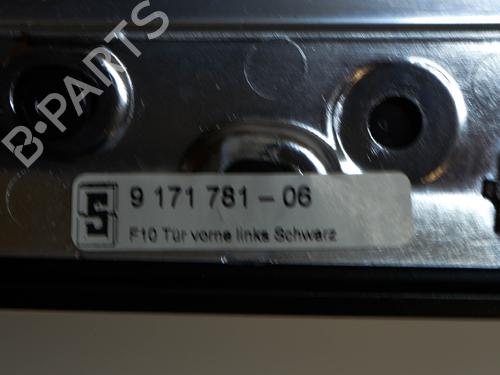 B-PARTS
9 171 781 – 06
F10 Tür vorne links Schwarz